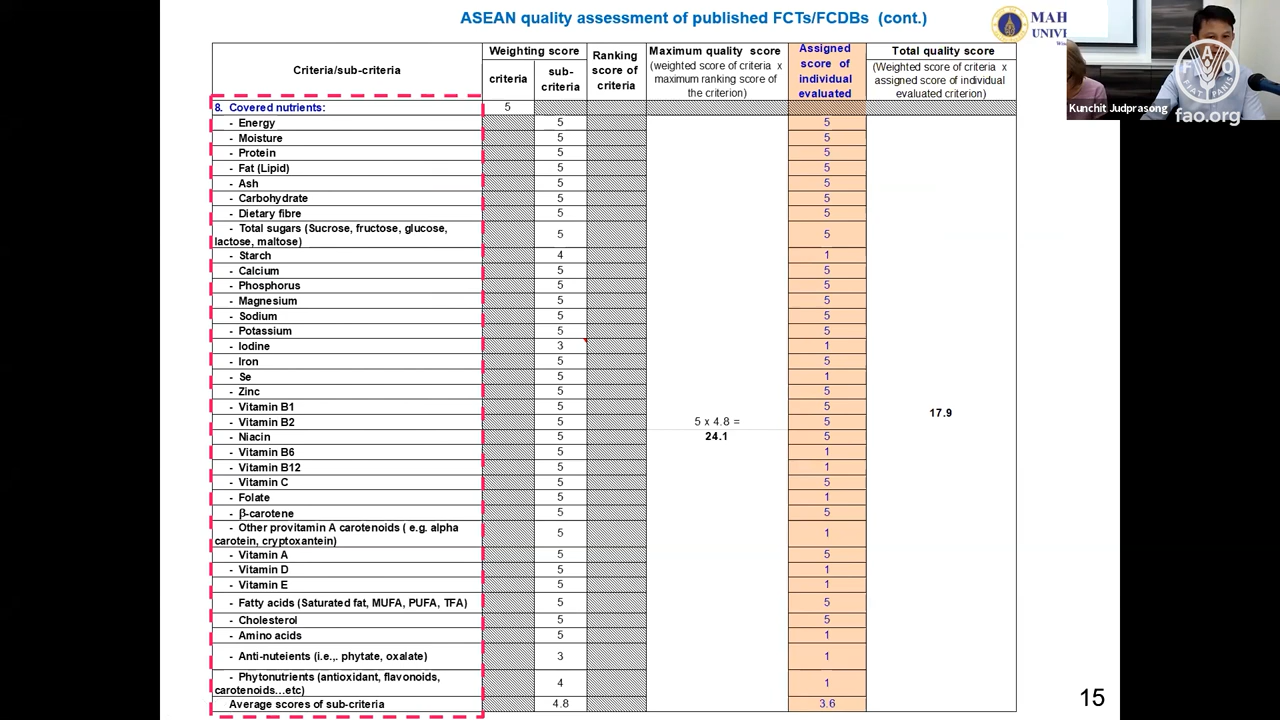 ASEAN quality assessment of published FCTs/FCDBs (cont.)
MAH
UNIVI
Kunchit Judprasong
FAO
FIAT PANIS
fao.org
Criteria/sub-criteria
Weighting score
criteria
sub-
criteria
Ranking
score of
criteria
Maximum quality score
(weighted score of criteria x
maximum ranking score of
the criterion)
Assigned
score of
individual
evaluated
Total quality score
(Weighted score of criteria x
assigned score of individual
evaluated criterion)
8. Covered nutrients: 5
- Energy 5 5
- Moisture 5 5
- Protein 5 5
- Fat (Lipid) 5 5
- Ash 5 5
- Carbohydrate 5 5
- Dietary fibre 5 5
- Total sugars (Sucrose, fructose, glucose,
lactose, maltose) 5 5
- Starch 4 1
- Calcium 5 5
- Phosphorus 5 5
- Magnesium 5 5
- Sodium 5 5
- Potassium 5 5
- Iodine 3 1
- Iron 5 5
- Se 5 1
- Zinc 5 5
- Vitamin B1 5 5
- Vitamin B2 5 5
- Niacin 5 5
- Vitamin B6 5 1
- Vitamin B12 5 1
- Vitamin C 5 5
- Folate 5 1
- β-carotene 5 5
- Other provitamin A carotenoids ( e.g. alpha
carotein, cryptoxantein) 5 1
- Vitamin A 5 5
- Vitamin D 5 1
- Vitamin E 5 1
- Fatty acids (Saturated fat, MUFA, PUFA, TFA) 5 5
- Cholesterol 5 5
- Amino acids 5 1
- Anti-nuteients (i.e.,. phytate, oxalate) 3 1
- Phytonutrients (antioxidant, flavonoids,
carotenoids...etc) 4 1
Average scores of sub-criteria 4.8 3.6
5 x 4.8 =
24.1
17.9
15